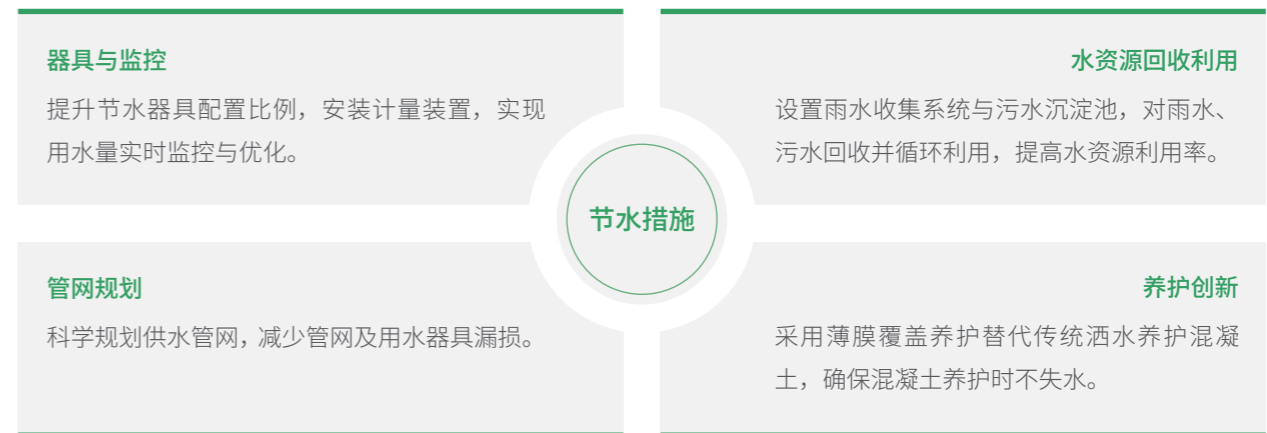 器具与监控
提升节水器具配置比例，安装计量装置，实现
用水量实时监控与优化。
水资源回收利用
设置雨水收集系统与污水沉淀池，对雨水、
污水回收并循环利用，提高水资源利用率。
节水措施
管网规划
科学规划供水管网，减少管网及用水器具漏损。
养护创新
采用薄膜覆盖养护替代传统洒水养护混凝
土，确保混凝土养护时不失水。